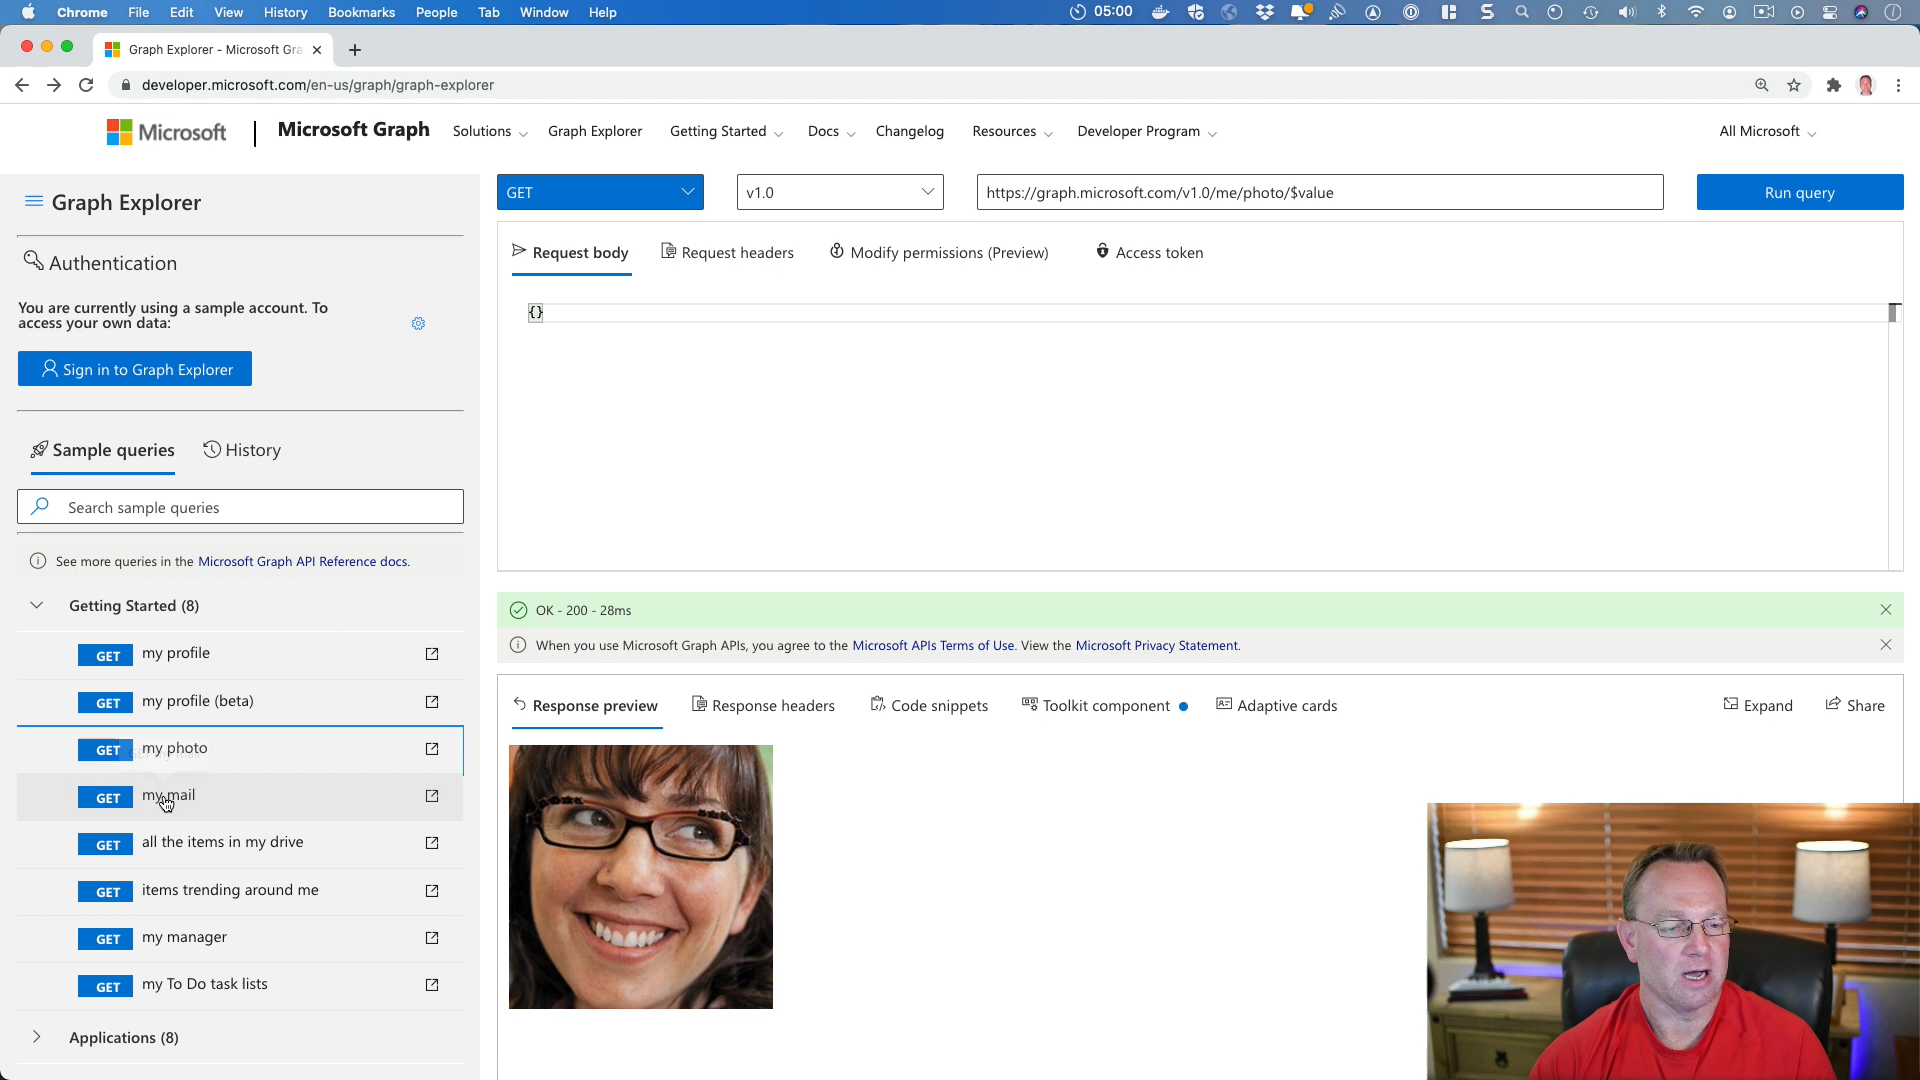 Chrome File Edit View History Bookmarks People Tab Window Help 05:00
Graph Explorer - Microsoft Gra
developer.microsoft.com/en-us/graph/graph-explorer
Microsoft Microsoft Graph Solutions Graph Explorer Getting Started Docs Changelog Resources Developer Program All Microsoft
Graph Explorer
Authentication
You are currently using a sample account. To
access your own data:
Sign in to Graph Explorer
Sample queries History
Search sample queries
See more queries in the Microsoft Graph API Reference docs.
Getting Started (8)
GET my profile
GET my profile (beta)
GET my photo
GET my mail
GET all the items in my drive
GET items trending around me
GET my manager
GET my To Do task lists
Applications (8)
GET v1.0 https://graph.microsoft.com/v1.0/me/photo/$value Run query
Request body Request headers Modify permissions (Preview) Access token
{}
OK - 200 - 28ms
When you use Microsoft Graph APIs, you agree to the Microsoft APIs Terms of Use. View the Microsoft Privacy Statement.
Response preview Response headers Code snippets Toolkit component Adaptive cards Expand Share